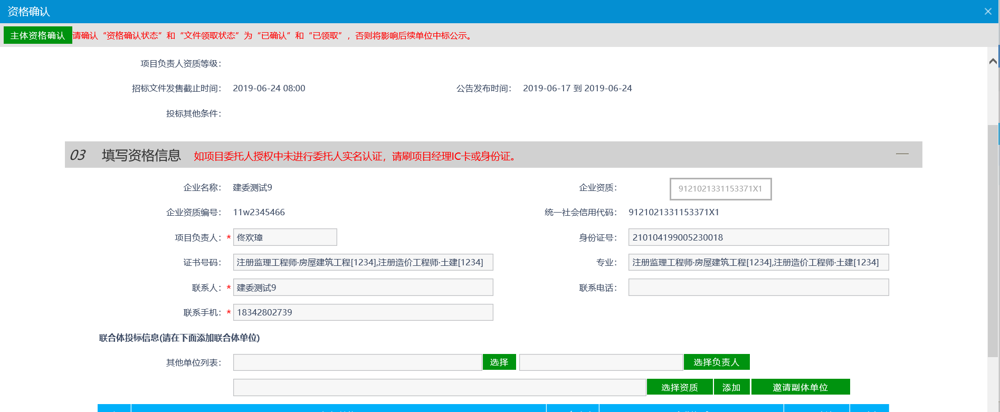 资格确认
主体资格确认 请确认“资格确认状态”和“文件领取状态”为“已确认”和“已领取”，否则将影响后续单位中标公示。
项目负责人资质等级：
招标文件发售截止时间： 2019-06-24 08:00 公告发布时间： 2019-06-17 到 2019-06-24
投标其他条件：
03 填写资格信息 如项目委托人授权中未进行委托人实名认证，请刷项目经理IC卡或身份证。
企业名称： 建委测试9 企业资质： 9121021331153371X1
企业资质编号： 11w2345466 统一社会信用代码： 9121021331153371X1
项目负责人：* 佟欢璋 身份证号： 210104199005230018
证书号码： 注册监理工程师·房屋建筑工程[1234],注册造价工程师·土建[1234] 专业： 注册监理工程师·房屋建筑工程[1234],注册造价工程师·土建[1234]
联系人：* 建委测试9 联系电话：
联系手机：* 18342802739
联合体投标信息(请在下面添加联合体单位)
其他单位列表： 选择 选择负责人
选择资质 添加 邀请副体单位